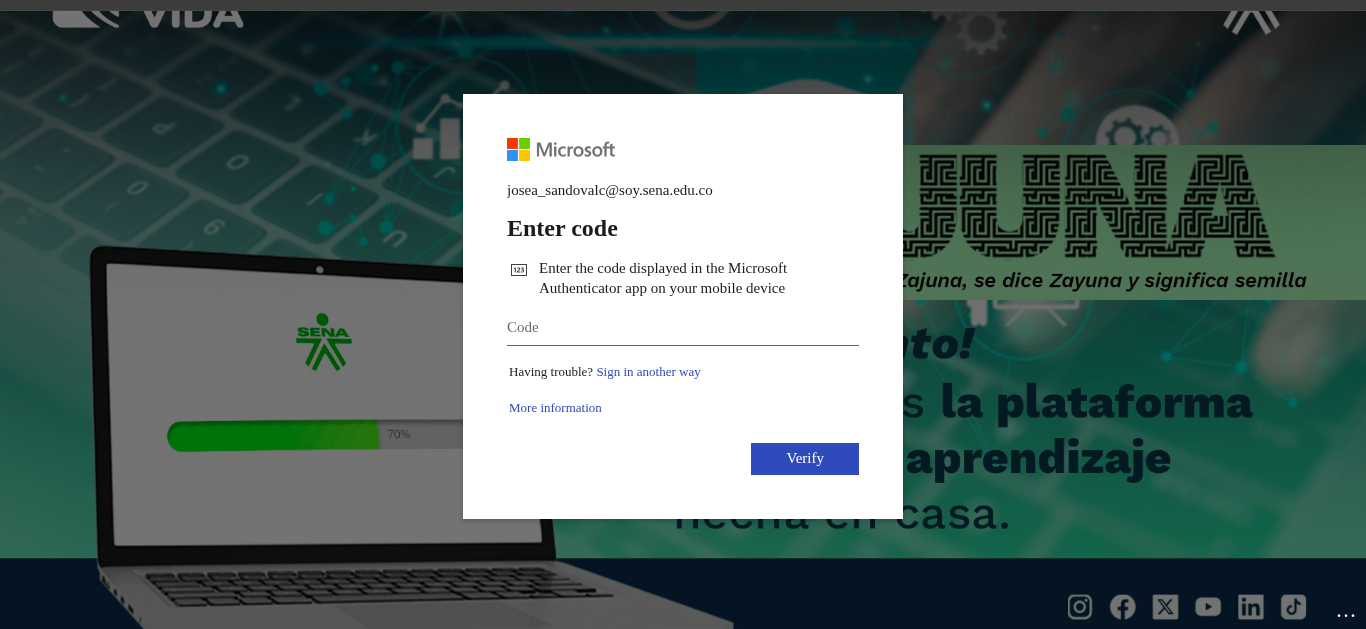 VIDA
Microsoft
josea_sandovalc@soy.sena.edu.co
Enter code
123
Enter the code displayed in the Microsoft
Authenticator app on your mobile device
Code
Having trouble? Sign in another way
More information
Verify
SENA
70%
JUNA
Zajuna, se dice Zayuna y significa semilla
nto!
s la plataforma
aprendizaje
hecha en casa.